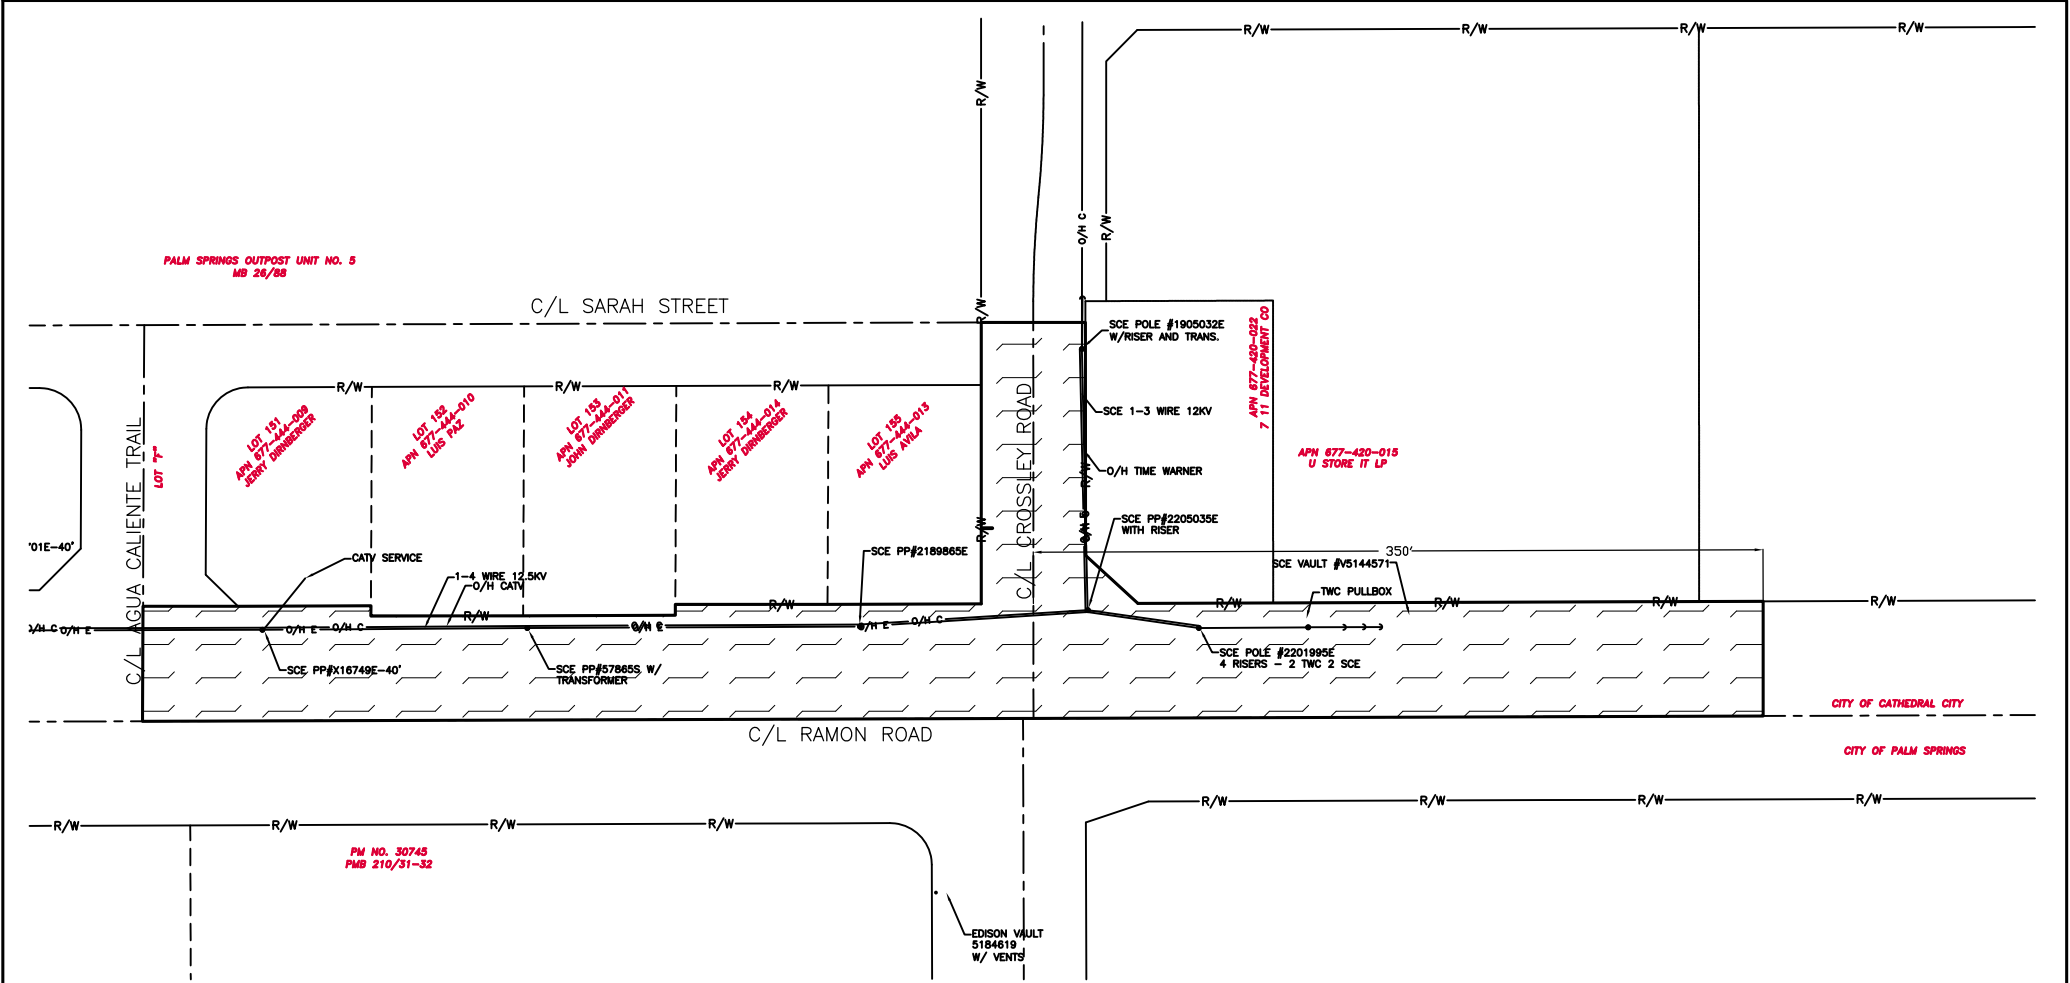 R/W R/W R/W R/W
R/W
O/H C
R/W
PALM SPRINGS OUTPOST UNIT NO. 5
MB 26/88
C/L SARAH STREET
R/W
SCE POLE #1905032E
W/RISER AND TRANS.
APN 677-420-022
7 11 DEVELOPMENT CO
R/W R/W R/W
LOT 151
APN 677-444-009
JERRY DIRNBERGER
LOT 152
APN 677-444-010
LUIS PAZ
LOT 153
APN 677-444-011
JOHN DIRNBERGER
LOT 154
APN 677-444-014
JERRY DIRNBERGER
LOT 155
APN 677-444-013
LUIS AVILA
C/L CROSSLEY ROAD
SCE 1-3 WIRE 12KV
C/L AGUA CALIENTE TRAIL
LOT "F"
APN 677-420-015
U STORE IT LP
O/H TIME WARNER
R/W
R/W
SCE PP#2205035E
WITH RISER
'01E-40'
CATV SERVICE
SCE PP#2189865E
350'
SCE VAULT #V5144571
1-4 WIRE 12.5KV
O/H CATV
TWC PULLBOX
R/W R/W R/W R/W R/W R/W
O/H E O/H E O/H C O/H C
SCE PP#X16749E-40'
SCE PP#57865S W/
TRANSFORMER
SCE POLE #2201995E
4 RISERS - 2 TWC 2 SCE
CITY OF CATHEDRAL CITY
C/L RAMON ROAD
CITY OF PALM SPRINGS
R/W R/W R/W R/W
R/W R/W R/W R/W
PM NO. 30745
PMB 210/31-32
EDISON VAULT
5184619
W/ VENTS